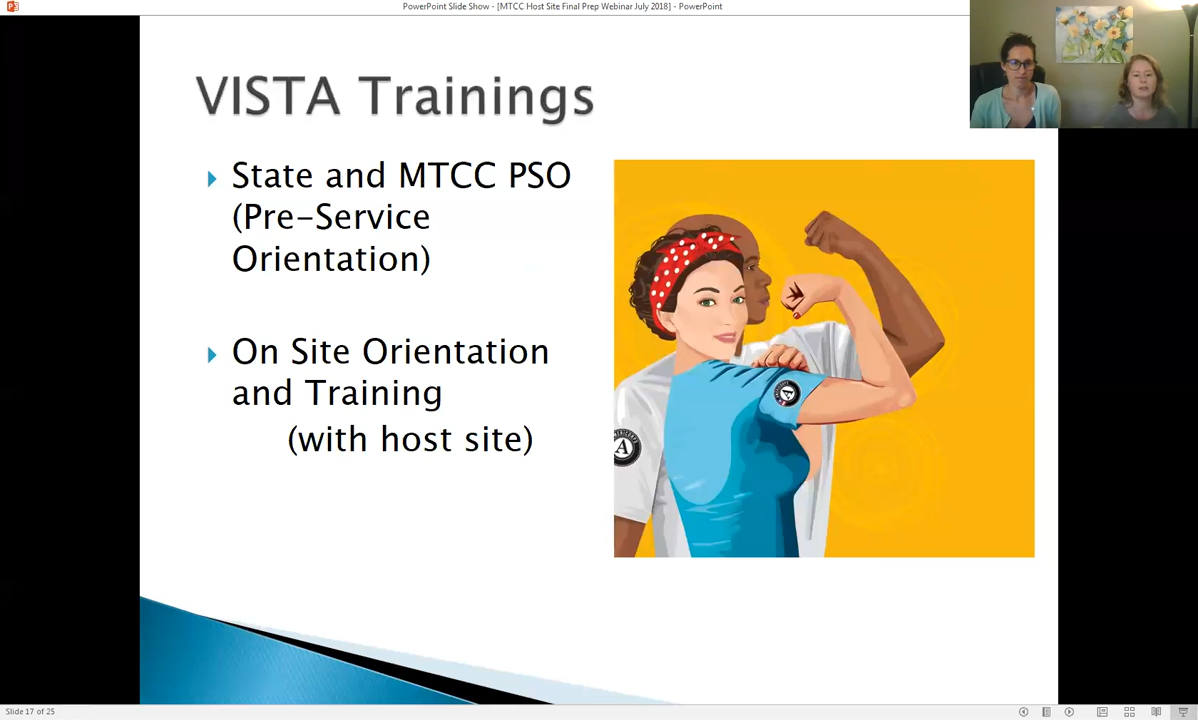 PowerPoint Slide Show - [MTCC Host Site Final Prep Webinar July 2018] - PowerPoint
VISTA Trainings
State and MTCC PSO
(Pre-Service
Orientation)
On Site Orientation
and Training
(with host site)
A
A
Slide 17 of 25